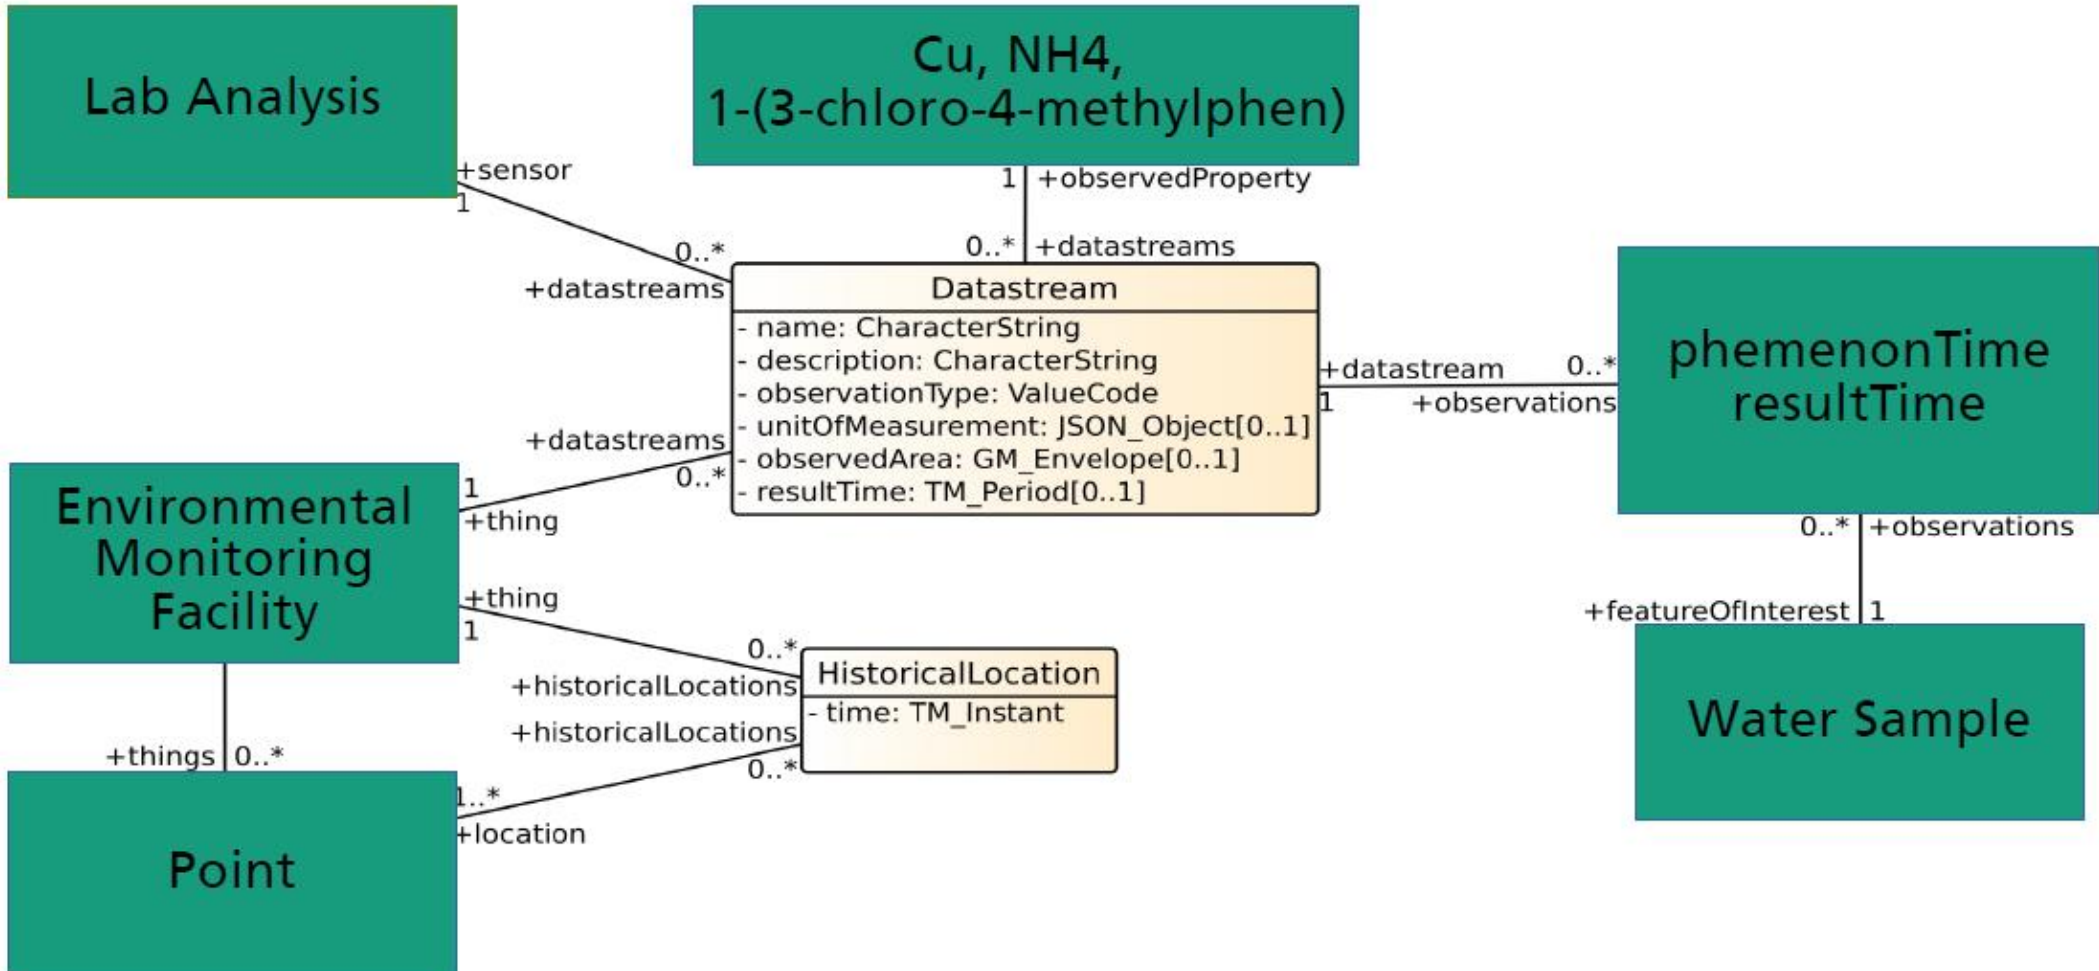 Lab Analysis
Cu, NH4,
1-(3-chloro-4-methylphen)
+sensor
1
0..*
+datastreams
1 +observedProperty
0..* +datastreams
Datastream
- name: CharacterString
- description: CharacterString
- observationType: ValueCode
- unitOfMeasurement: JSON_Object[0..1]
- observedArea: GM_Envelope[0..1]
- resultTime: TM_Period[0..1]
+datastream
1
0..*
+observations
phemenonTime
resultTime
+datastreams
0..*
1
+thing
Environmental
Monitoring
Facility
+thing
1
0..*
+historicalLocations
HistoricalLocation
- time: TM_Instant
+historicalLocations
0..*
1..*
+location
+things 0..*
Point
0..* +observations
+featureOfInterest 1
Water Sample